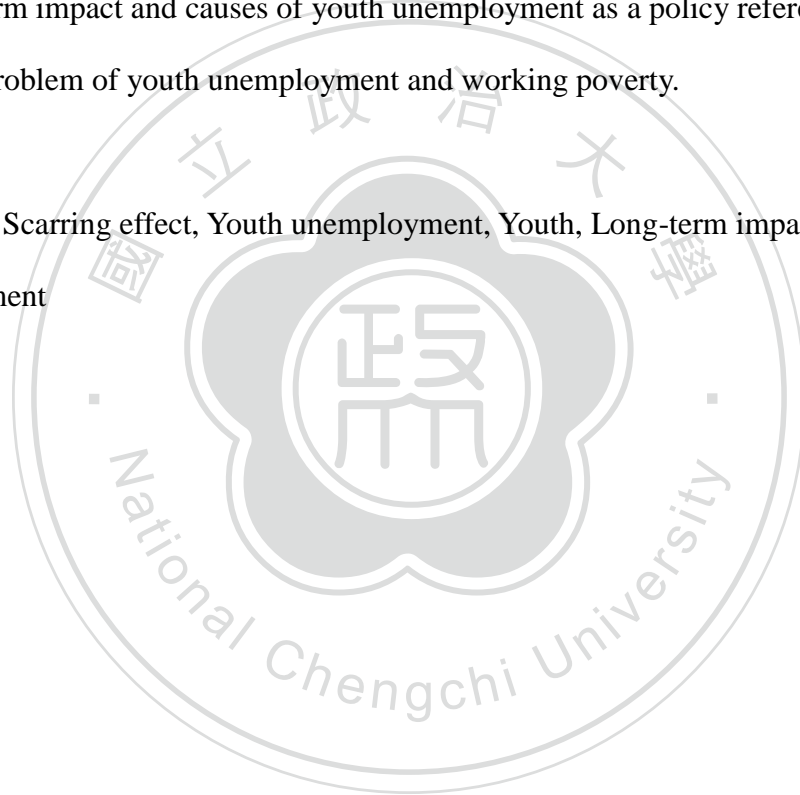 rm impact and causes of youth unemployment as a policy refere
roblem of youth unemployment and working poverty.
國立政治大學
Scarring effect, Youth unemployment, Youth, Long-term impa
nent
政
National Chengchi University